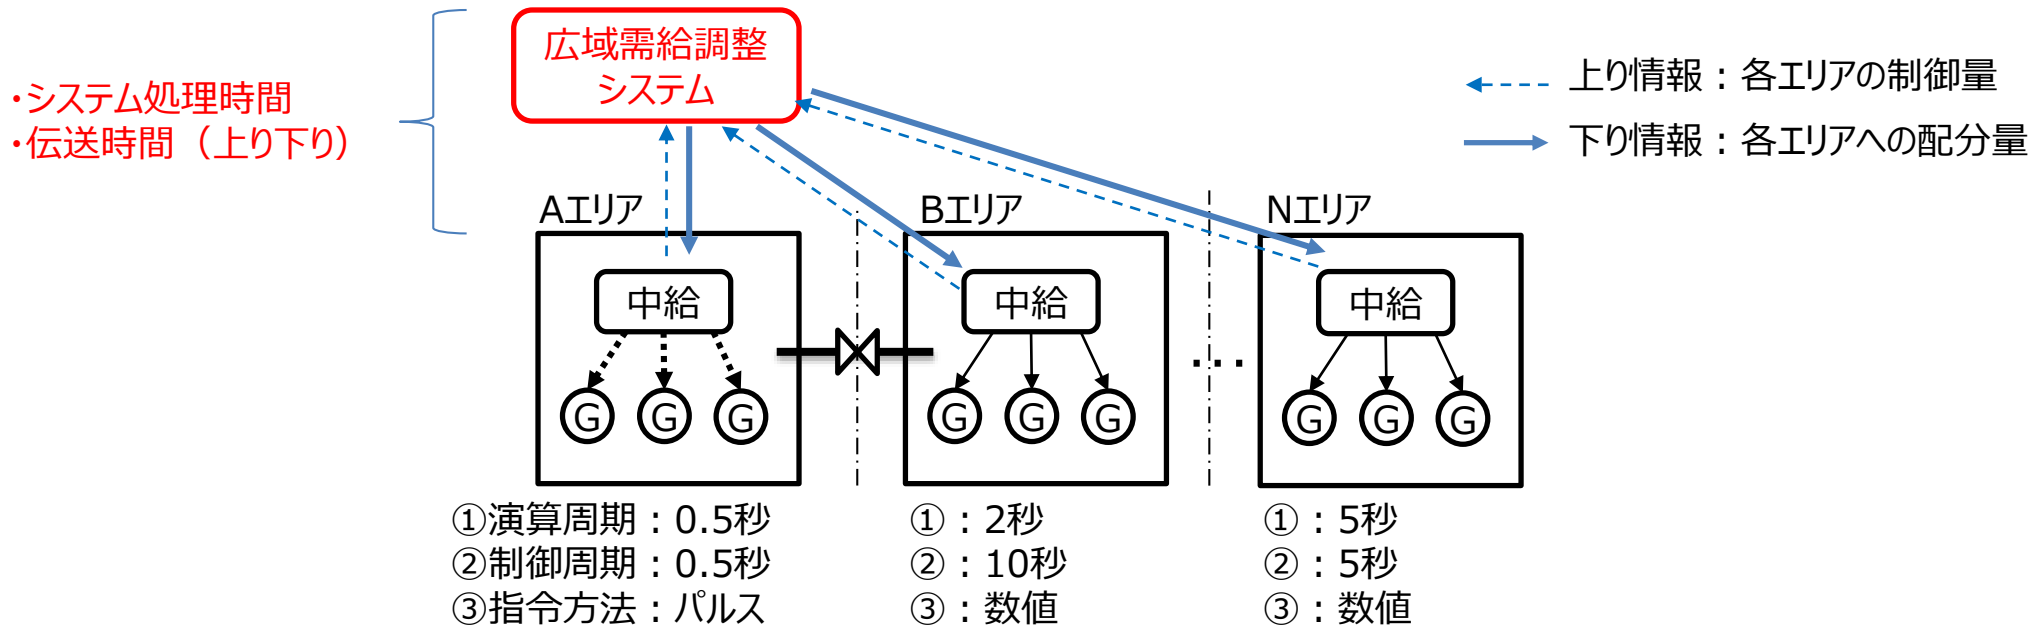 広域需給調整
システム
・システム処理時間
・伝送時間（上り下り）
上り情報：各エリアの制御量
下り情報：各エリアへの配分量
Aエリア
Bエリア
Nエリア
中給
中給
中給
…
G G G
G G G
G G G
①演算周期：0.5秒
②制御周期：0.5秒
③指令方法：パルス
①：2秒
②：10秒
③：数値
①：5秒
②：5秒
③：数値